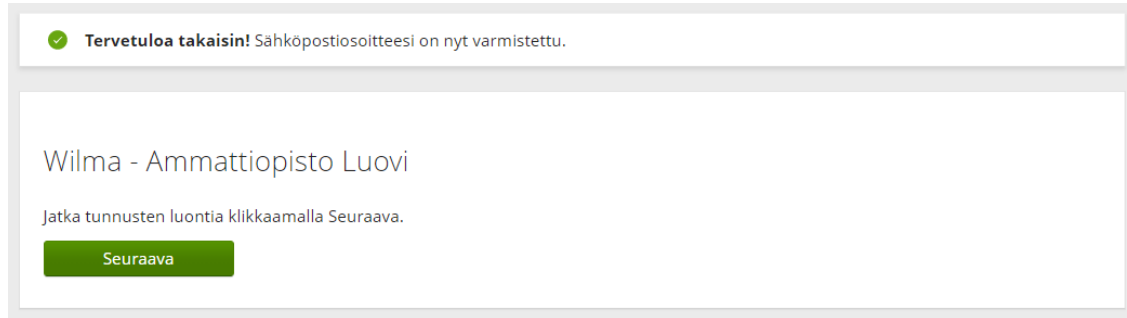 Tervetuloa takaisin! Sähköpostiosoitteesi on nyt varmistettu.
Wilma - Ammattiopisto Luovi
Jatka tunnusten luontia klikkaamalla Seuraava.
Seuraava